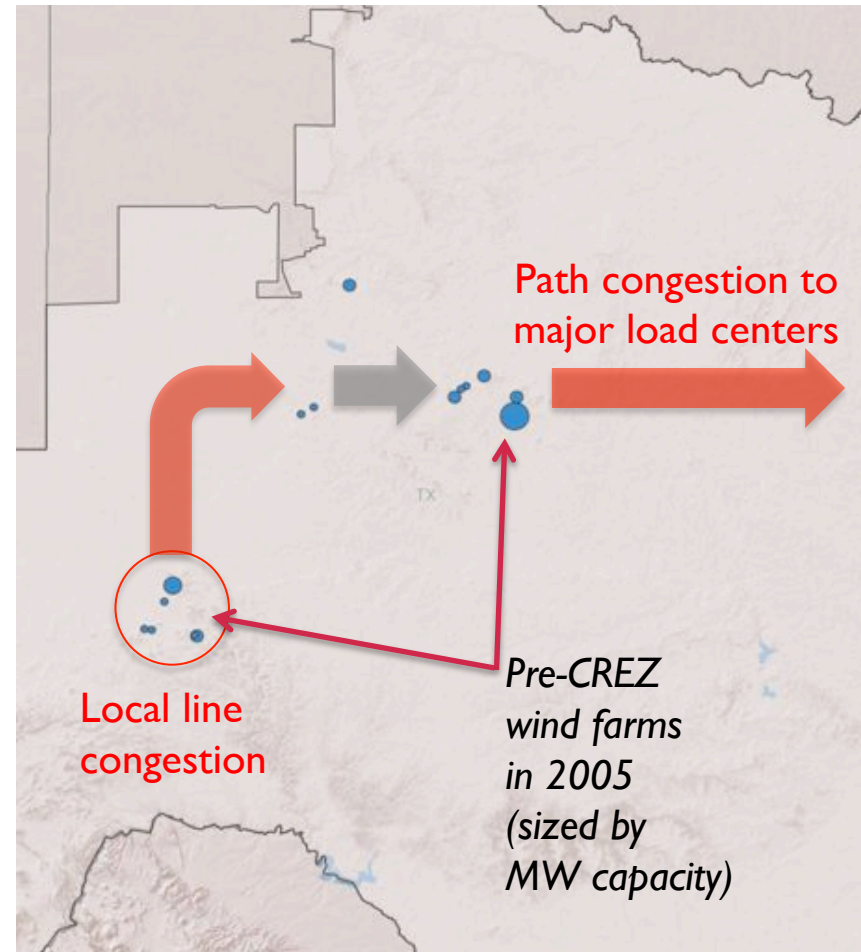 Path congestion to
major load centers
TX
Local line
congestion
Pre-CREZ
wind farms
in 2005
(sized by
MW capacity)